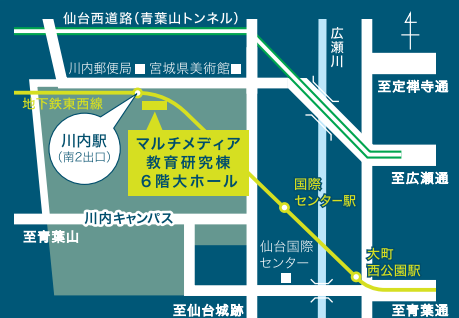 仙台西道路（青葉山トンネル）
広瀬川
川内郵便局
宮城県美術館
至定禅寺通
地下鉄東西線
川内駅
（南2出口）
マルチメディア
教育研究棟
６階大ホール
至広瀬通
国際
センター駅
川内キャンパス
至青葉山
仙台国際
センター
大町
西公園駅
至仙台城跡
至青葉通